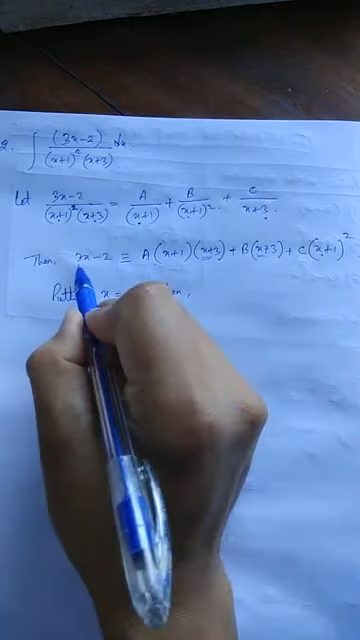 2. ∫ (3x-2)/((x+1)²(x+3)) dx.
Let (3x-2)/((x+1)²(x+3)) = A/(x+1) + B/(x+1)² + C/(x+3).
Then, 3x-2 ≡ A(x+1)(x+3) + B(x+3) + C(x+1)²
x =